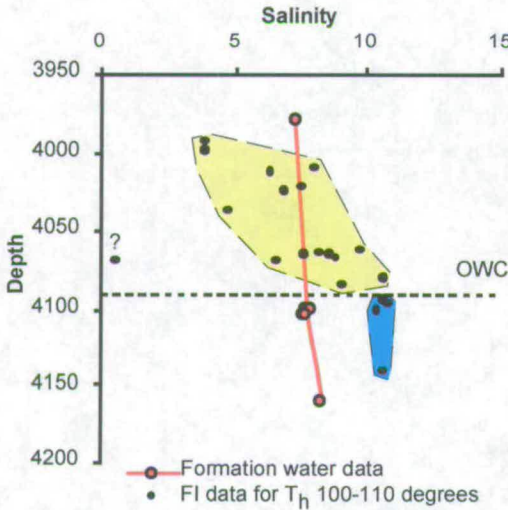 Salinity
0 5 10 15
3950
4000
4050
?
Depth
OWC
4100
4150
4200
Formation water data
FI data for Th 100-110 degrees